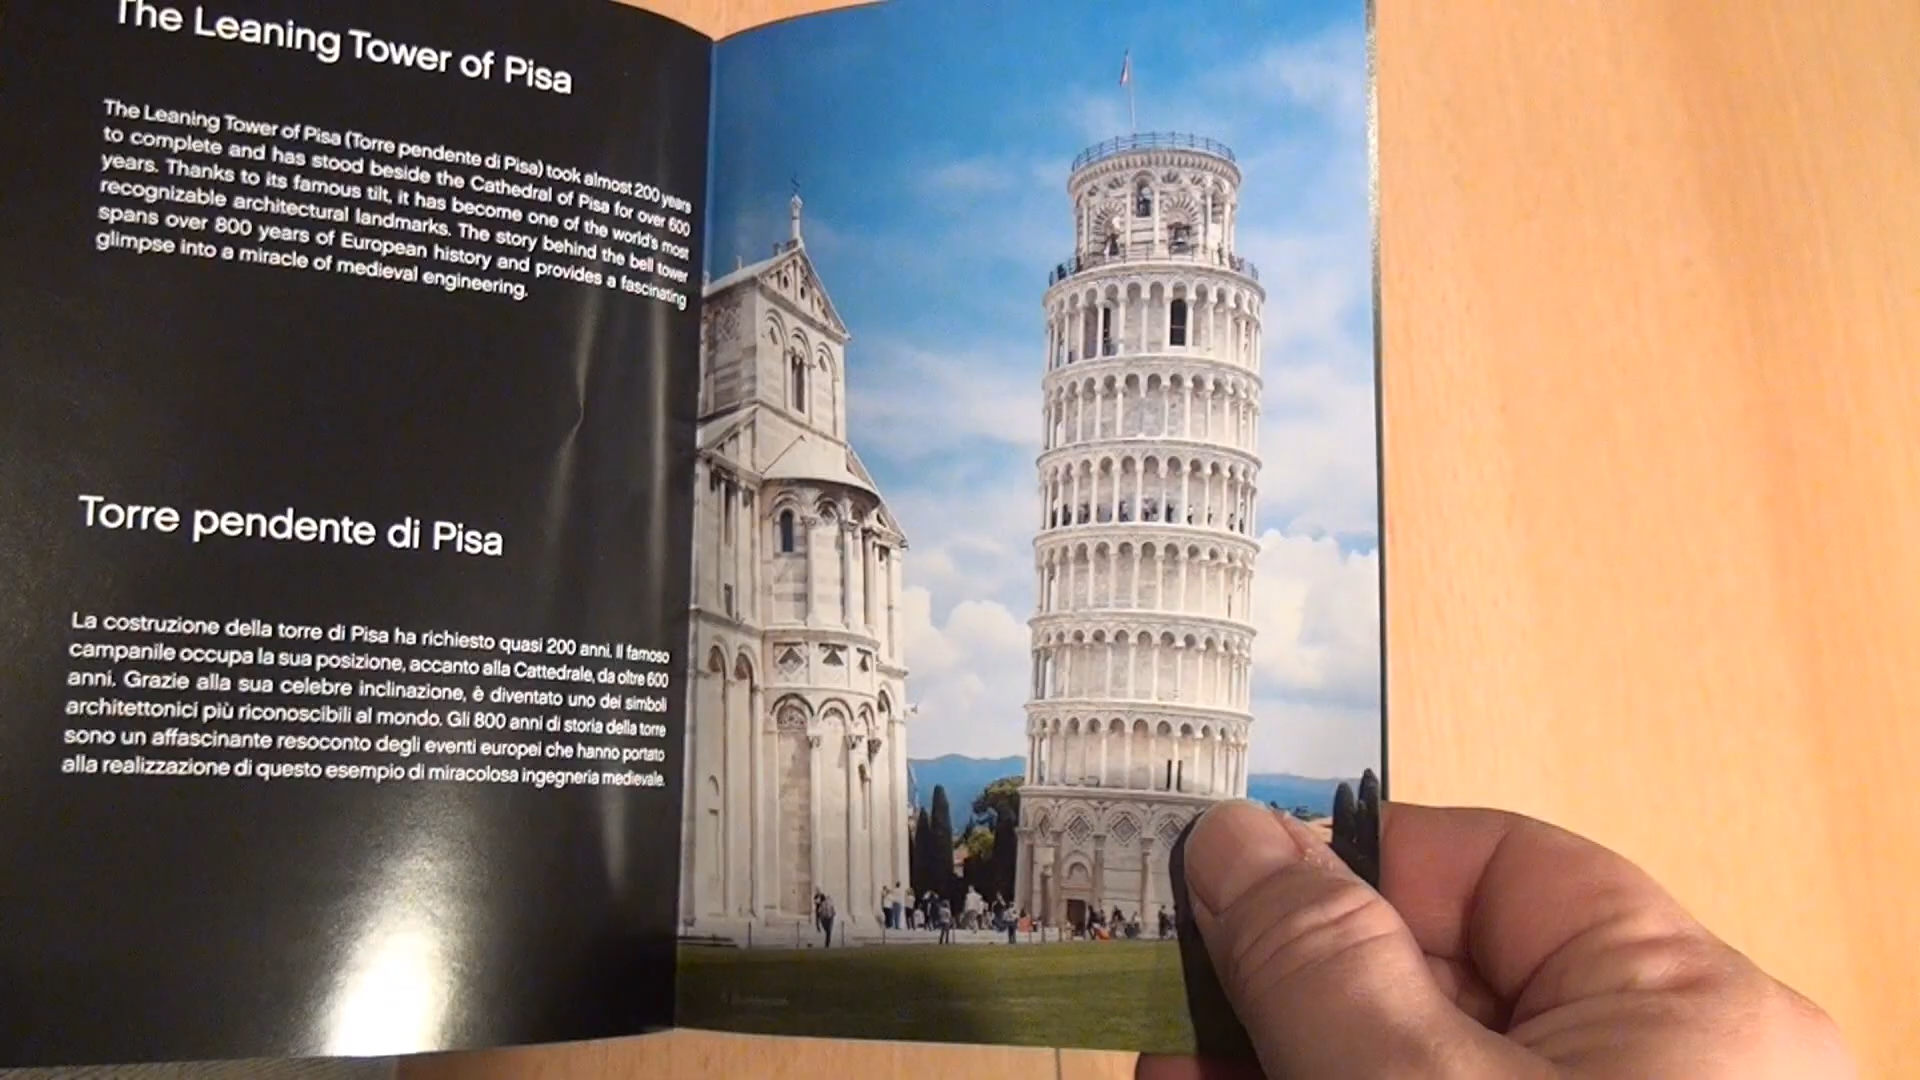 The Leaning Tower of Pisa
The Leaning Tower of Pisa (Torre pendente di Pisa) took almost 200 years
to complete and has stood beside the Cathedral of Pisa for over 600
years. Thanks to its famous tilt, it has become one of the world's most
recognizable architectural landmarks. The story behind the bell tower
spans over 800 years of European history and provides a fascinating
glimpse into a miracle of medieval engineering.
Torre pendente di Pisa
La costruzione della torre di Pisa ha richiesto quasi 200 anni. Il famoso
campanile occupa la sua posizione, accanto alla Cattedrale, da oltre 600
anni. Grazie alla sua celebre inclinazione, è diventato uno dei simboli
architettonici più riconoscibili al mondo. Gli 800 anni di storia della torre
sono un affascinante resoconto degli eventi europei che hanno portato
alla realizzazione di questo esempio di miracolosa ingegneria medievale.